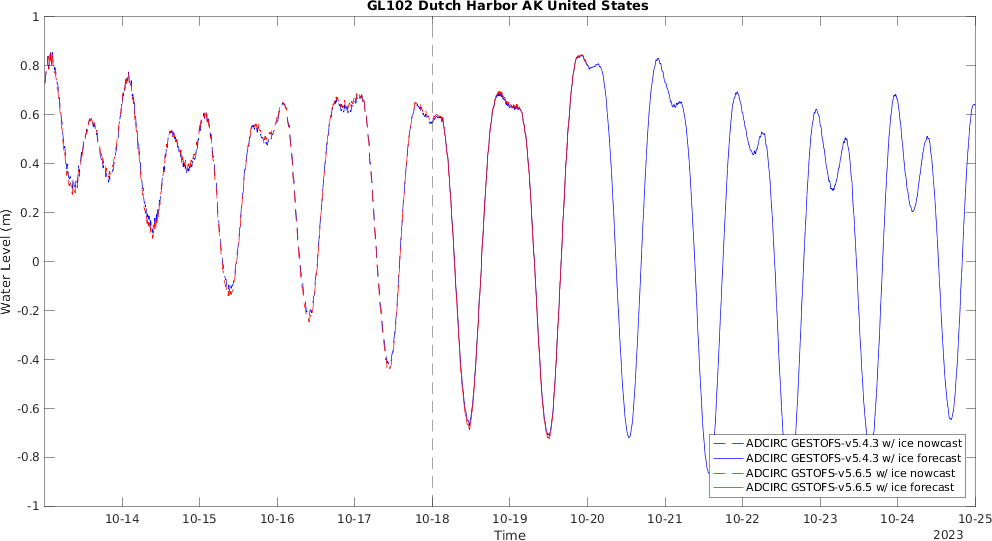 GL102 Dutch Harbor AK United States
1
0.8
0.6
0.4
0.2
0
-0.2
-0.4
-0.6
-0.8
-1
Water Level (m)
ADCIRC GESTOFS-v5.4.3 w/ ice nowcast
ADCIRC GESTOFS-v5.4.3 w/ ice forecast
ADCIRC GSTOFS-v5.6.5 w/ ice nowcast
ADCIRC GSTOFS-v5.6.5 w/ ice forecast
10-14 10-15 10-16 10-17 10-18 10-19 10-20 10-21 10-22 10-23 10-24 10-25
Time
2023